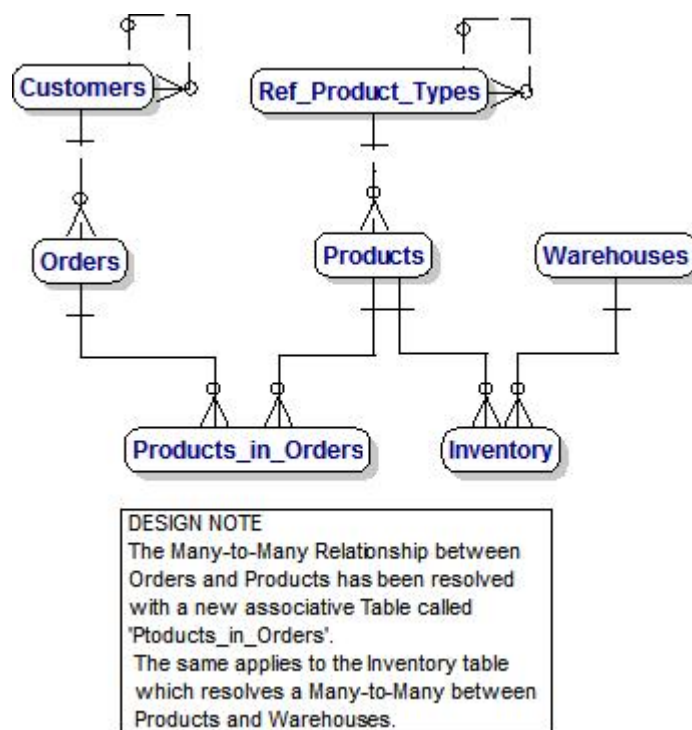 Customers
Ref_Product_Types
Orders
Products
Warehouses
Products_in_Orders
Inventory
DESIGN NOTE
The Many-to-Many Relationship between
Orders and Products has been resolved
with a new associative Table called
'Ptoducts_in_Orders'.
The same applies to the Inventory table
which resolves a Many-to-Many between
Products and Warehouses.